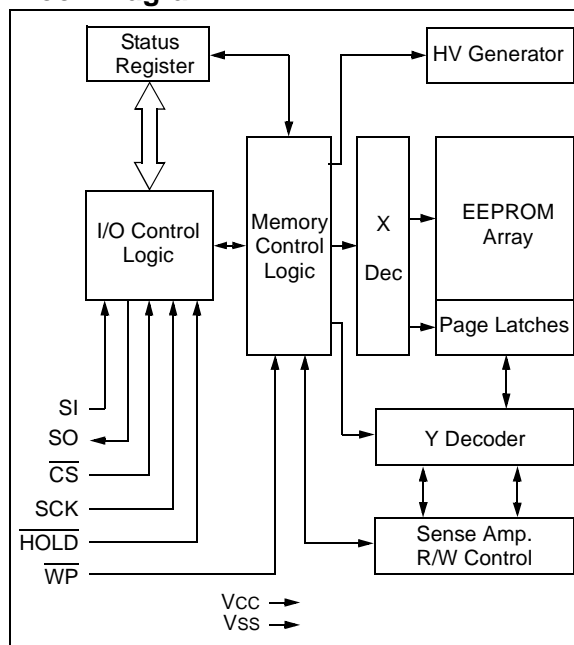 Status
Register
HV Generator
I/O Control
Logic
Memory
Control
Logic
X
Dec
EEPROM
Array
Page Latches
Y Decoder
Sense Amp.
R/W Control
SI
SO
CS
SCK
HOLD
WP
VCC
VSS